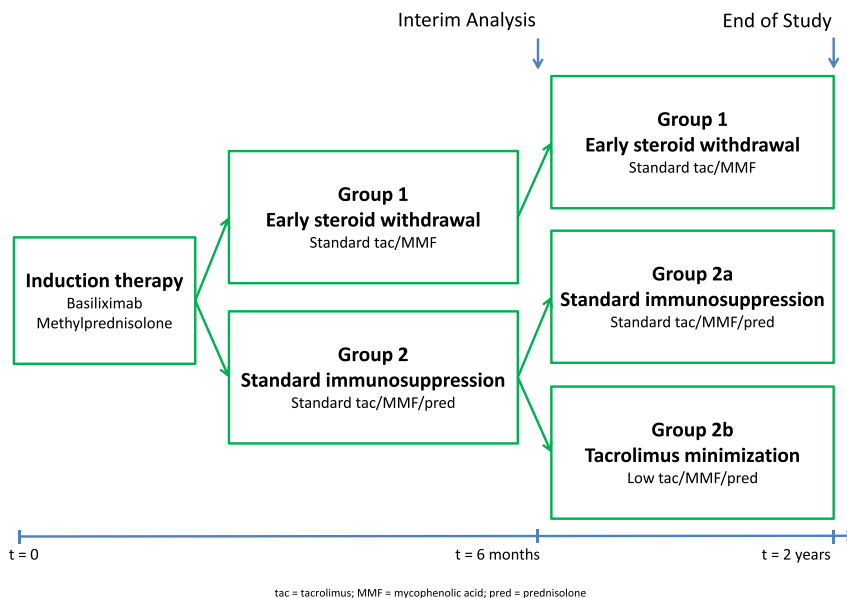 Interim Analysis
End of Study
Group 1
Early steroid withdrawal
Standard tac/MMF
Group 1
Early steroid withdrawal
Standard tac/MMF
Induction therapy
Basiliximab
Methylprednisolone
Group 2a
Standard immunosuppression
Standard tac/MMF/pred
Group 2
Standard immunosuppression
Standard tac/MMF/pred
Group 2b
Tacrolimus minimization
Low tac/MMF/pred
t = 0
t = 6 months
t = 2 years
tac = tacrolimus; MMF = mycophenolic acid; pred = prednisolone